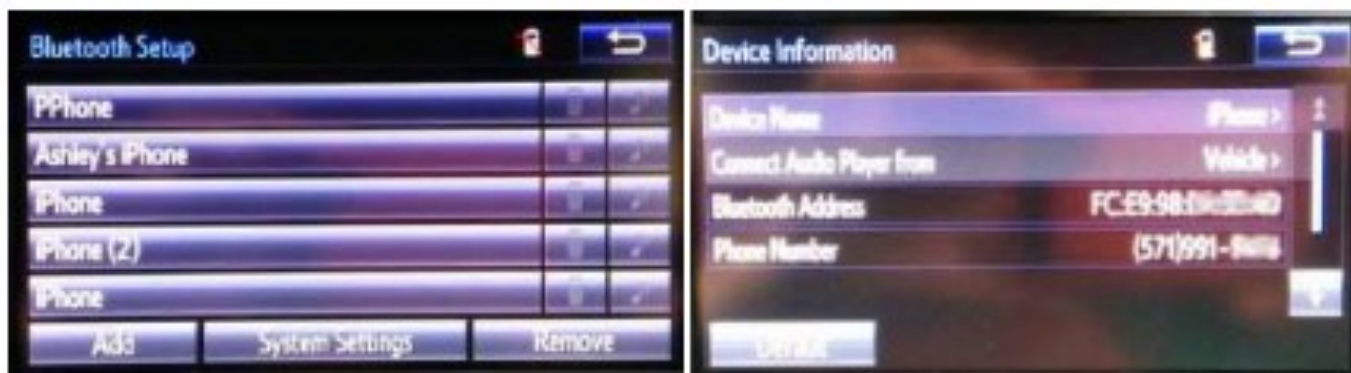 Bluetooth Setup
PPhone
Ashley's iPhone
iPhone
iPhone (2)
iPhone
Add
System Settings
Remove
Device Information
Device Name iPhone >
Connect Audio Player from Vehicle >
Bluetooth Address FC:E9:98:
Phone Number (571)991-
Default